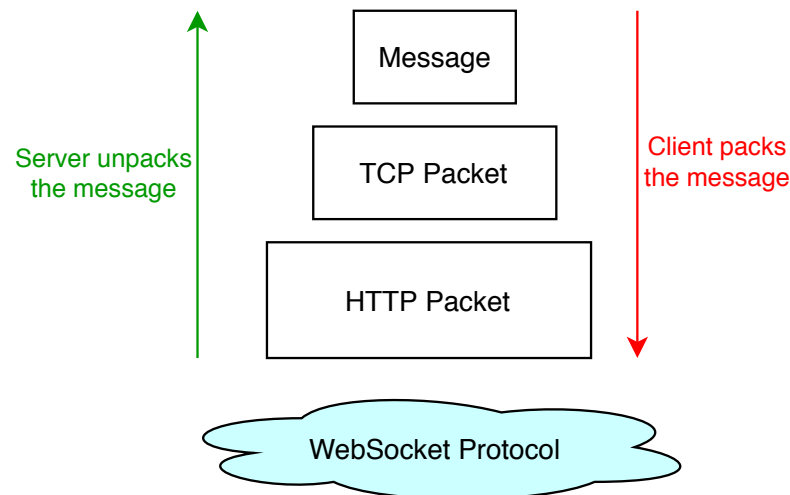 Message
Server unpacks
the message
Client packs
the message
TCP Packet
HTTP Packet
WebSocket Protocol